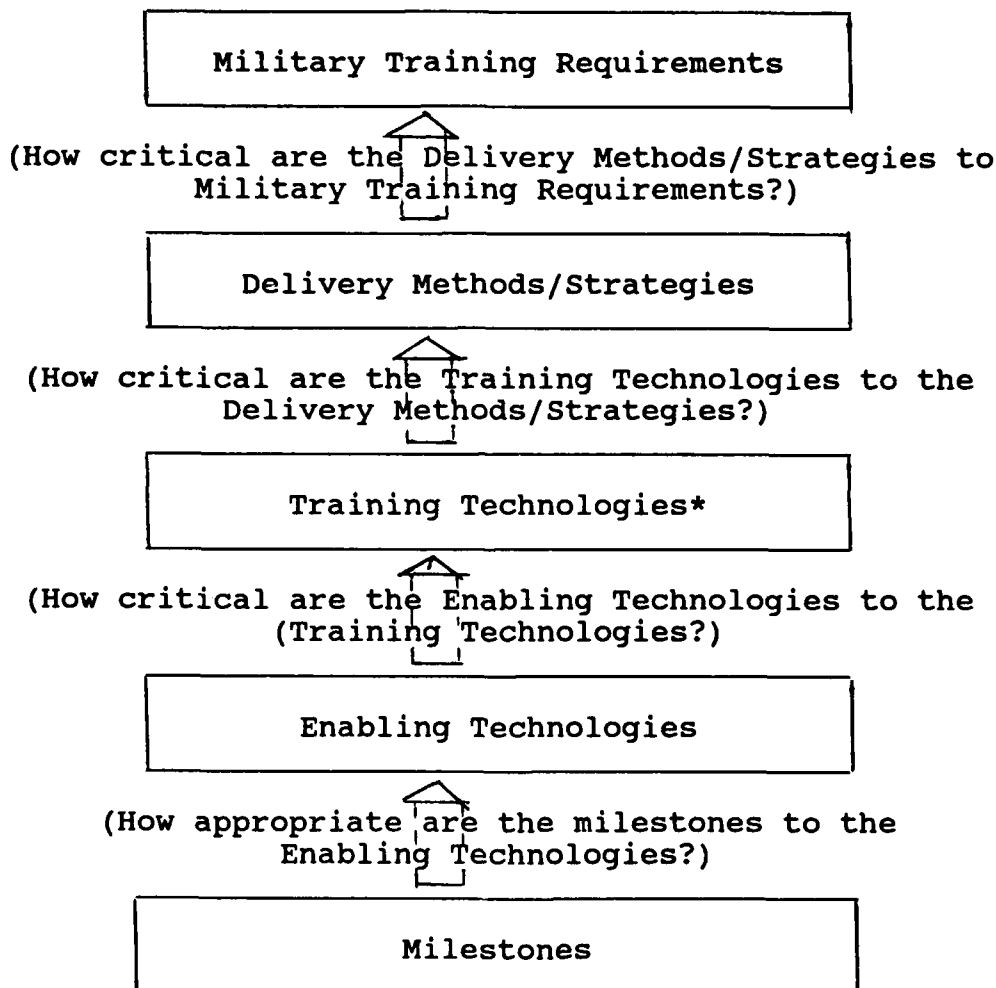 Military Training Requirements
(How critical are the Delivery Methods/Strategies to
Military Training Requirements?)
Delivery Methods/Strategies
(How critical are the Training Technologies to the
Delivery Methods/Strategies?)
Training Technologies*
(How critical are the Enabling Technologies to the
(Training Technologies?)
Enabling Technologies
(How appropriate are the milestones to the
Enabling Technologies?)
Milestones